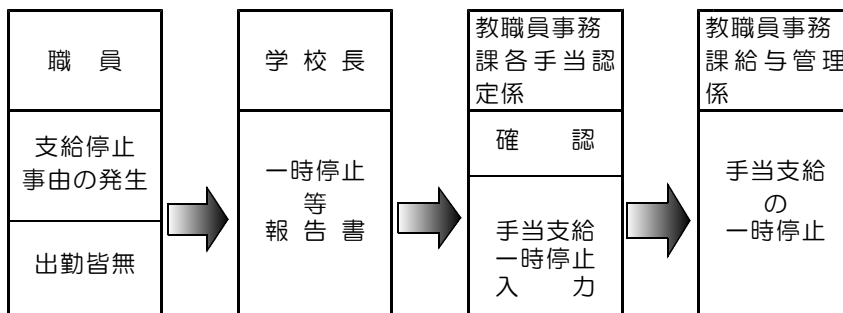 職員
支給停止
事由の発生
出勤皆無
学校長
一時停止
等
報告書
教職員事務
課各手当認
定係
確認
手当支給
一時停止
入力
教職員事務
課給与管理
係
手当支給
の
一時停止